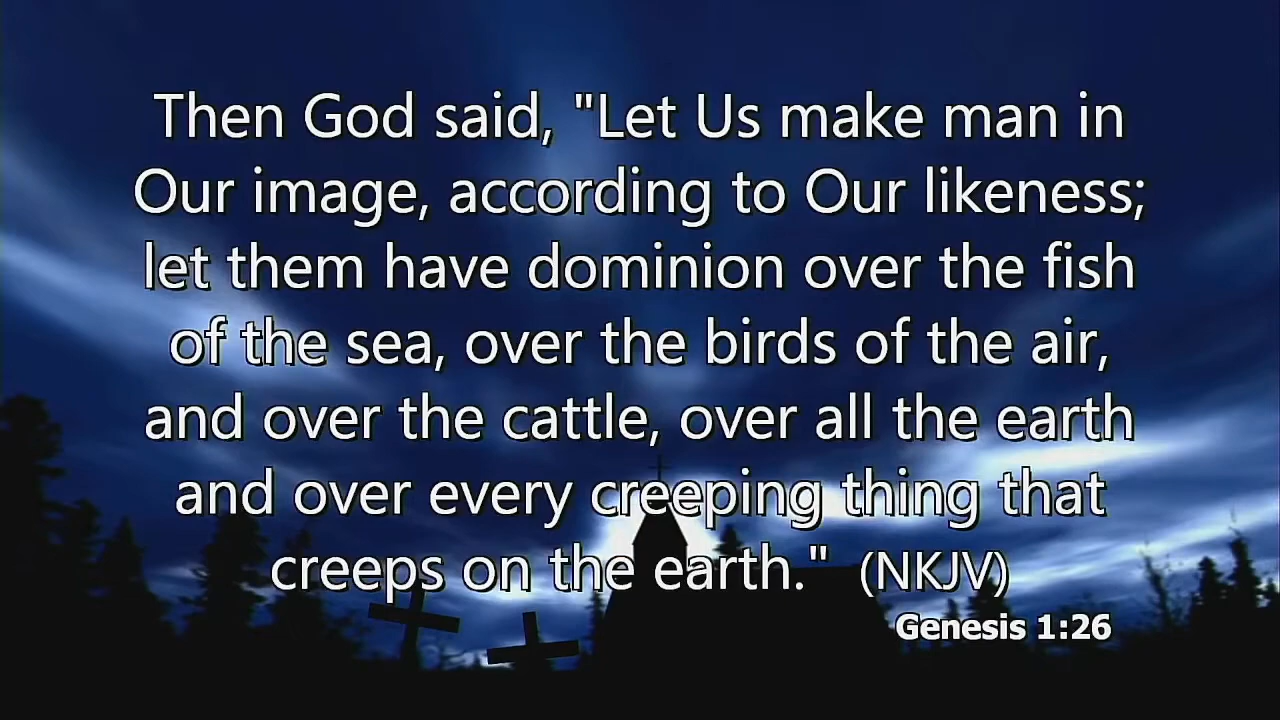 Then God said, "Let Us make man in
Our image, according to Our likeness;
let them have dominion over the fish
of the sea, over the birds of the air,
and over the cattle, over all the earth
and over every creeping thing that
creeps on the earth." (NKJV)
Genesis 1:26